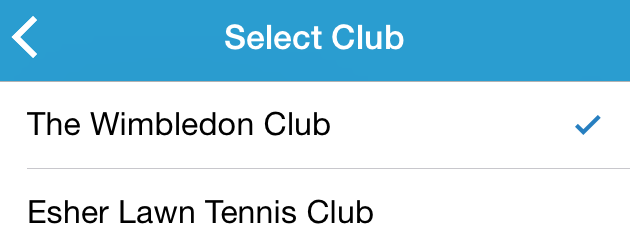 Select Club
The Wimbledon Club
Esher Lawn Tennis Club